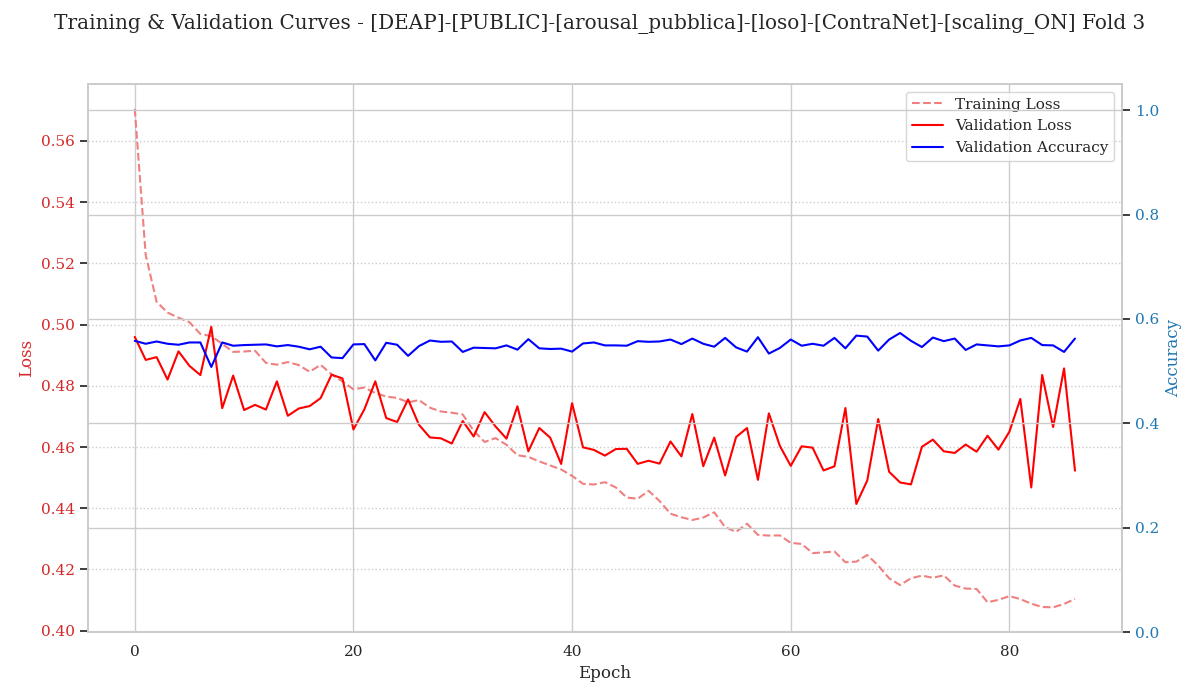 Training & Validation Curves - [DEAP]-[PUBLIC]-[arousal_pubblica]-[loso]-[ContraNet]-[scaling_ON] Fold 3
Training Loss
Validation Loss
Validation Accuracy
Loss
0.56
0.54
0.52
0.50
0.48
0.46
0.44
0.42
0.40
1.0
0.8
0.6
0.4
0.2
0.0
Accuracy
0
20
40
60
80
Epoch